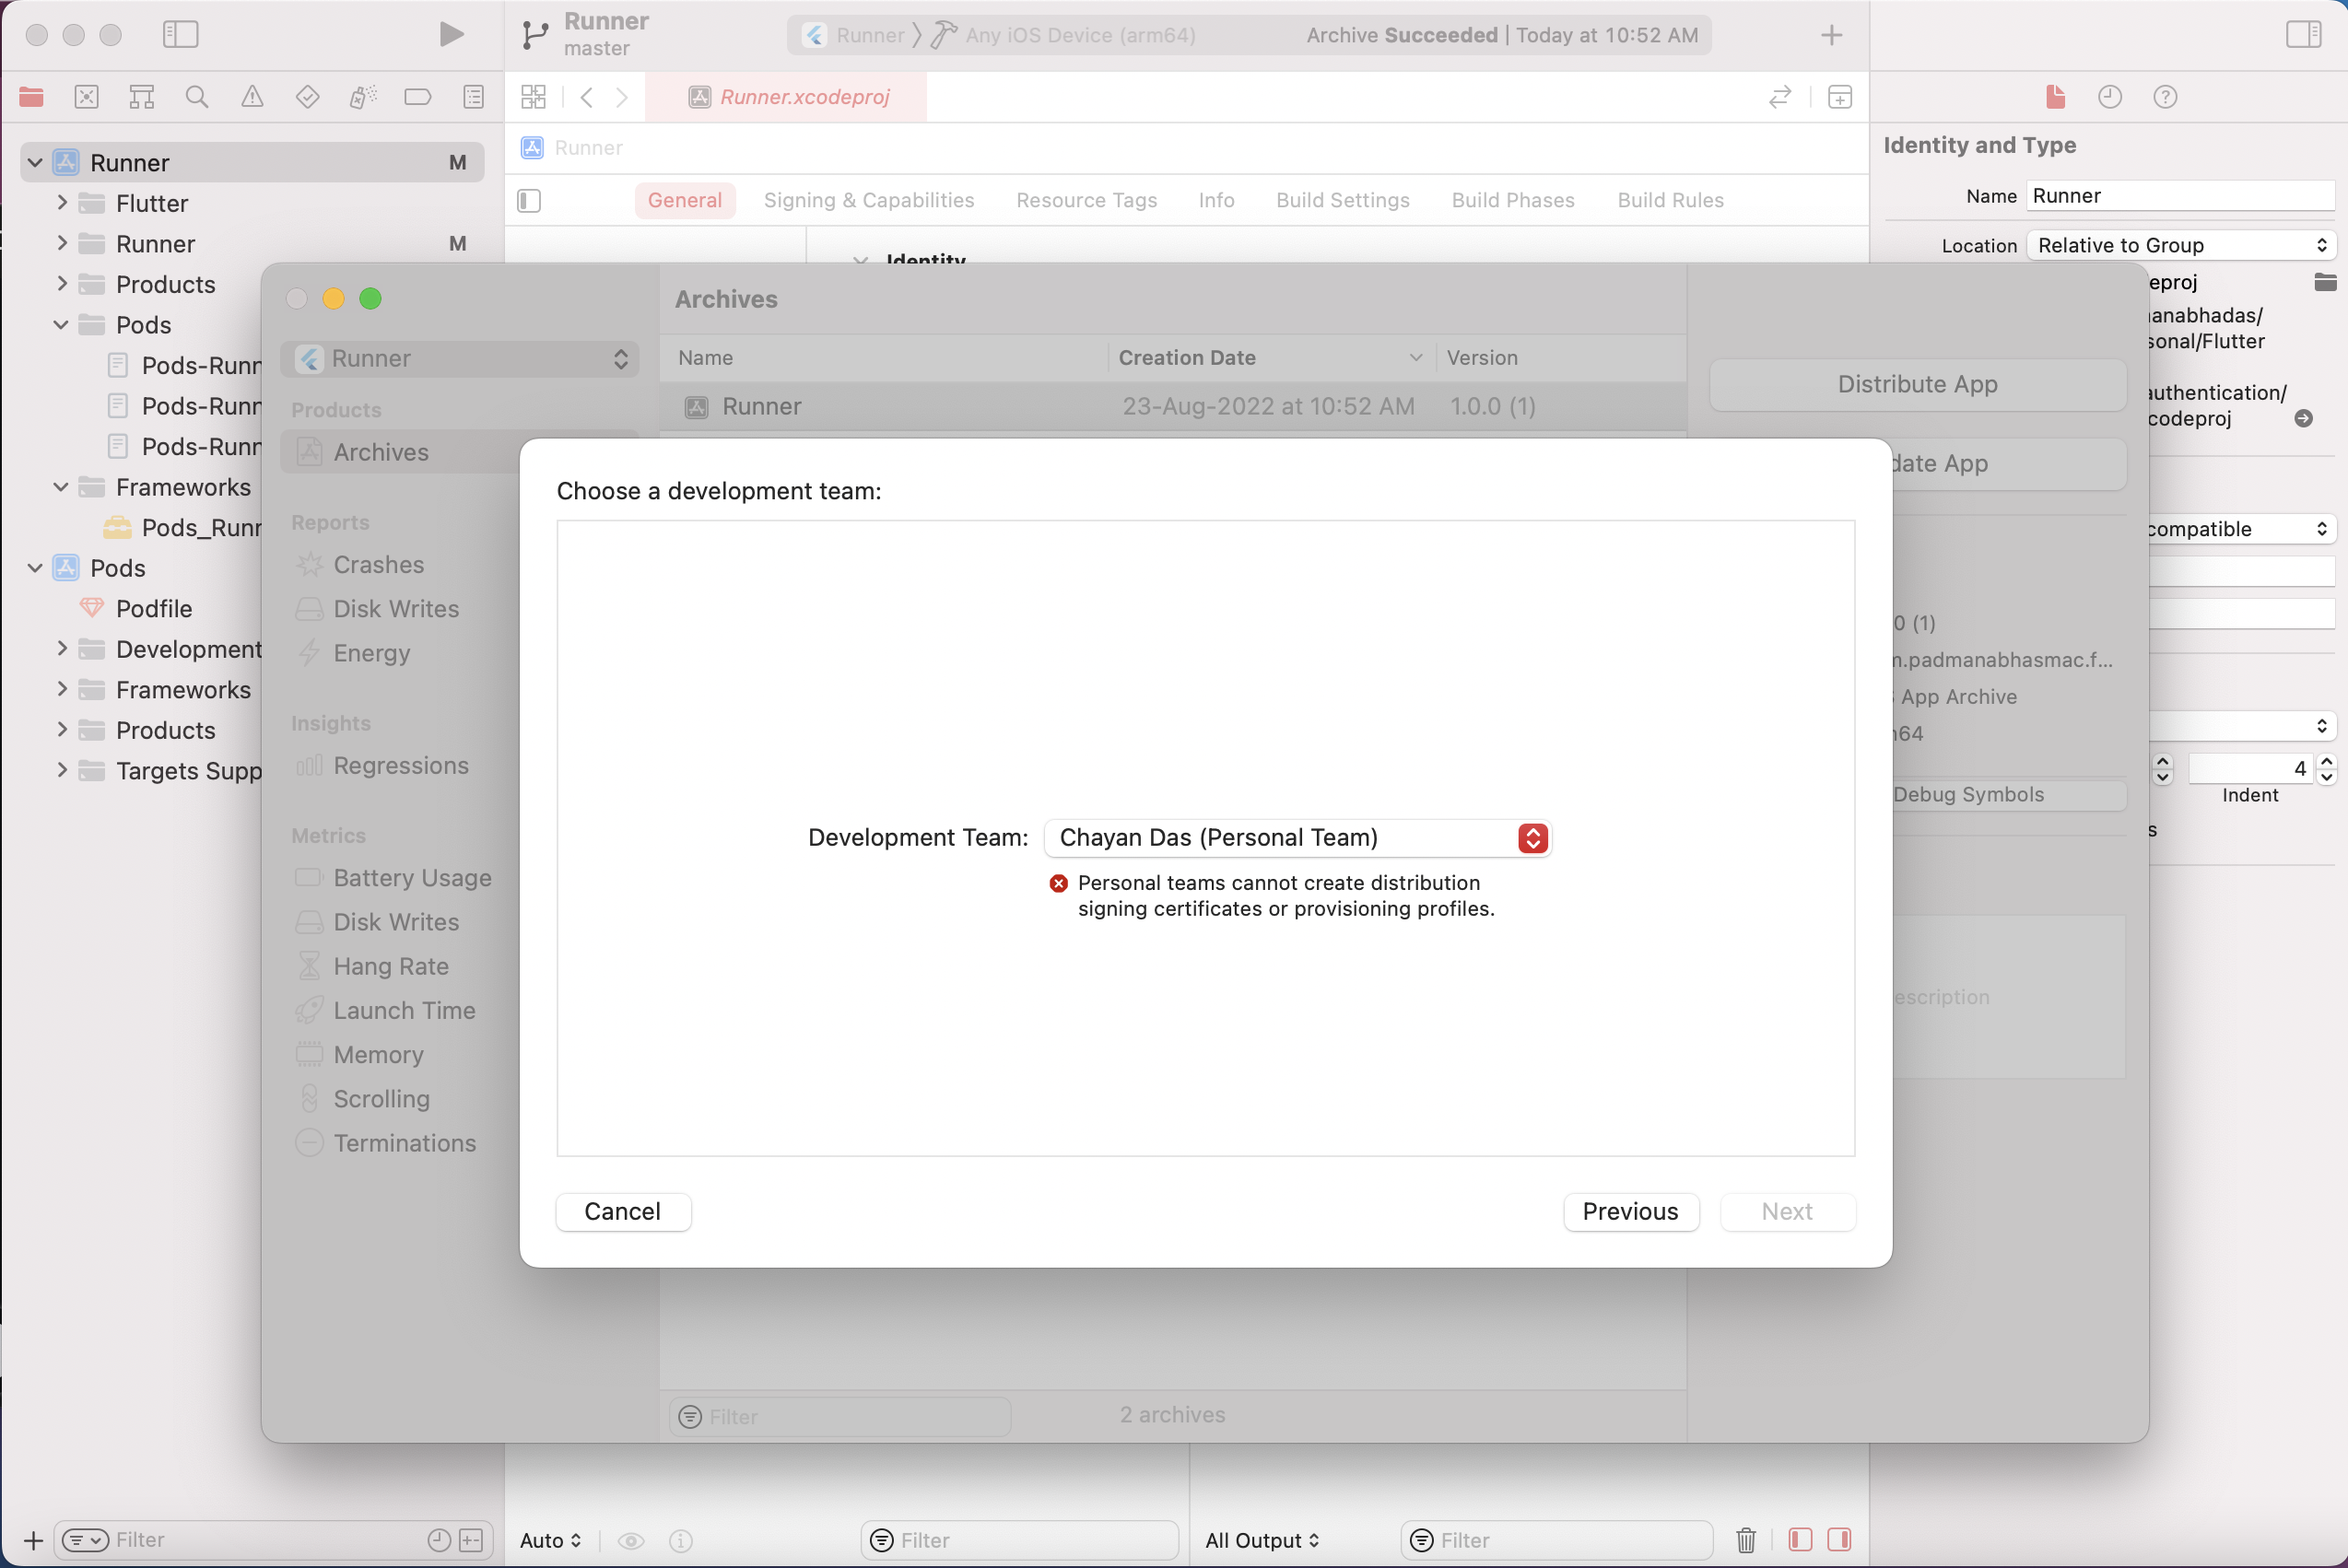 Runner
master
Runner
Any iOS Device (arm64)
Archive Succeeded | Today at 10:52 AM
Runner.xcodeproj
Runner M
Runner
Identity and Type
General
Signing & Capabilities
Resource Tags
Info
Build Settings
Build Phases
Build Rules
Name Runner
Location Relative to Group
Flutter
Runner M
Products
Pods
Pods-Runn
Pods-Runn
Pods-Runn
Frameworks
Pods_Runn
Pods
Podfile
Development
Frameworks
Products
Targets Supp
Identity
eproj
anabhadas/
sonal/Flutter
authentication/
codeproj
compatible
4
Indent
s
Runner
Products
Archives
Reports
Crashes
Disk Writes
Energy
Insights
Regressions
Metrics
Battery Usage
Disk Writes
Hang Rate
Launch Time
Memory
Scrolling
Terminations
Archives
Name Creation Date Version
Runner 23-Aug-2022 at 10:52 AM 1.0.0 (1)
Distribute App
date App
0 (1)
n.padmanabhasmac.f...
App Archive
64
Debug Symbols
escription
Choose a development team:
Development Team: Chayan Das (Personal Team)
Personal teams cannot create distribution
signing certificates or provisioning profiles.
Cancel
Previous
Next
Filter
2 archives
Filter
Auto
Filter
All Output
Filter